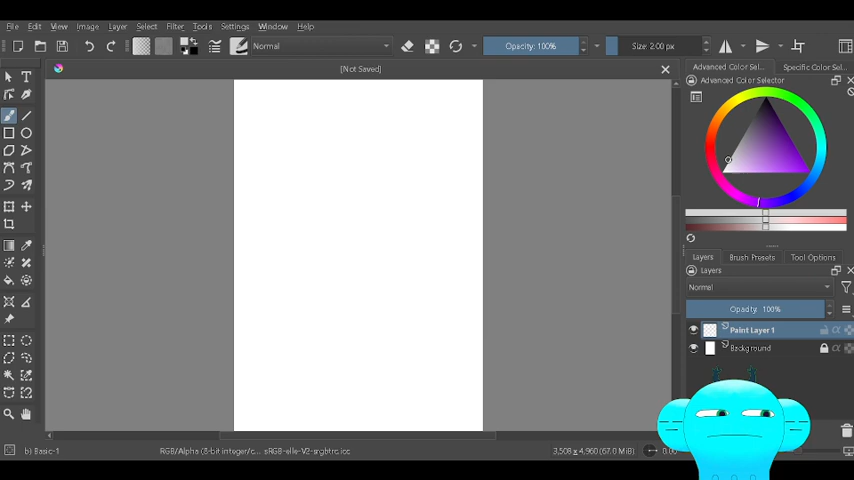 File Edit View Image Layer Select Filter Tools Settings Window Help
Normal Opacity: 100% Size: 2.00 px
[Not Saved]
Advanced Color Sel... Specific Color Sel...
Advanced Color Selector
Layers Brush Presets Tool Options
Layers
Normal
Opacity: 100%
Paint Layer 1
Background
b) Basic-1 RGB/Alpha (8-bit integer/c... sRGB-elle-V2-srgbtrc.icc 3,508 x 4,960 (67.0 MiB) 0.00